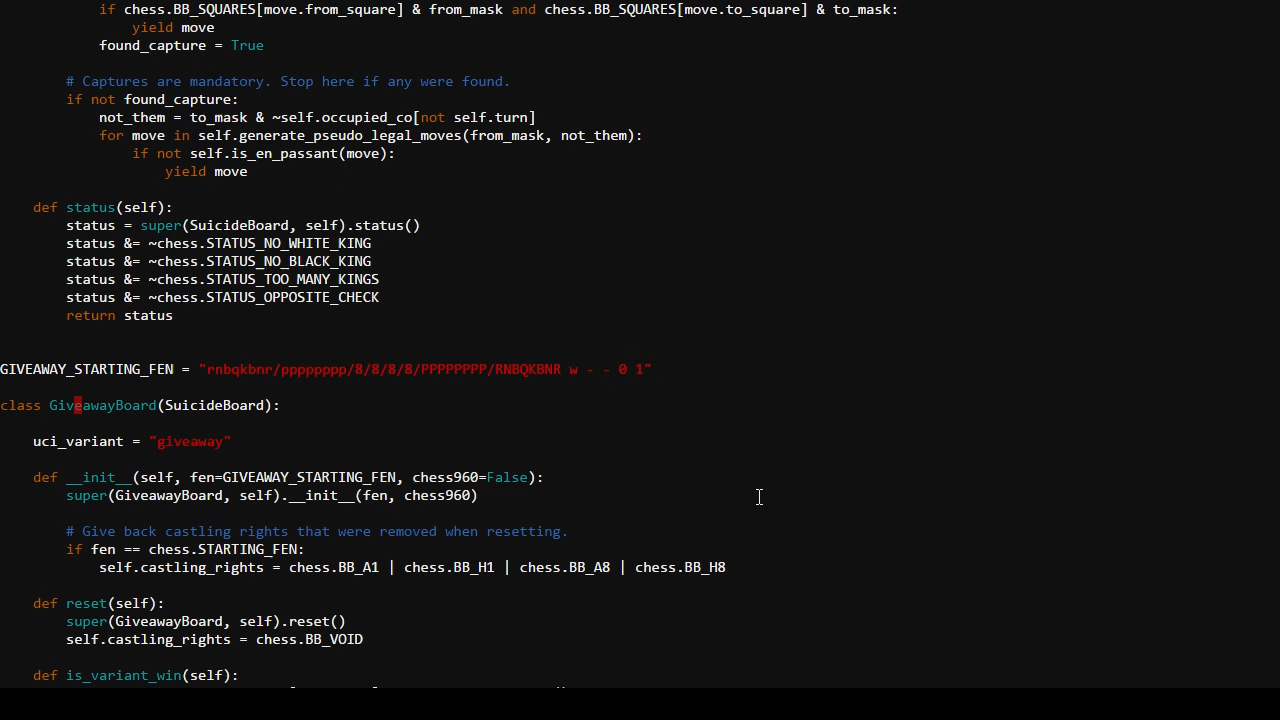 if chess.BB_SQUARES[move.from_square] & from_mask and chess.BB_SQUARES[move.to_square] & to_mask:
yield move
found_capture = True
# Captures are mandatory. Stop here if any were found.
if not found_capture:
not_them = to_mask & ~self.occupied_co[not self.turn]
for move in self.generate_pseudo_legal_moves(from_mask, not_them):
if not self.is_en_passant(move):
yield move
def status(self):
status = super(SuicideBoard, self).status()
status &= ~chess.STATUS_NO_WHITE_KING
status &= ~chess.STATUS_NO_BLACK_KING
status &= ~chess.STATUS_TOO_MANY_KINGS
status &= ~chess.STATUS_OPPOSITE_CHECK
return status
GIVEAWAY_STARTING_FEN = "rnbqkbnr/pppppppp/8/8/8/8/PPPPPPPP/RNBQKBNR w - - 0 1"
class GiveawayBoard(SuicideBoard):
uci_variant = "giveaway"
def __init__(self, fen=GIVEAWAY_STARTING_FEN, chess960=False):
super(GiveawayBoard, self).__init__(fen, chess960)
# Give back castling rights that were removed when resetting.
if fen == chess.STARTING_FEN:
self.castling_rights = chess.BB_A1 | chess.BB_H1 | chess.BB_A8 | chess.BB_H8
def reset(self):
super(GiveawayBoard, self).reset()
self.castling_rights = chess.BB_VOID
def is_variant_win(self):